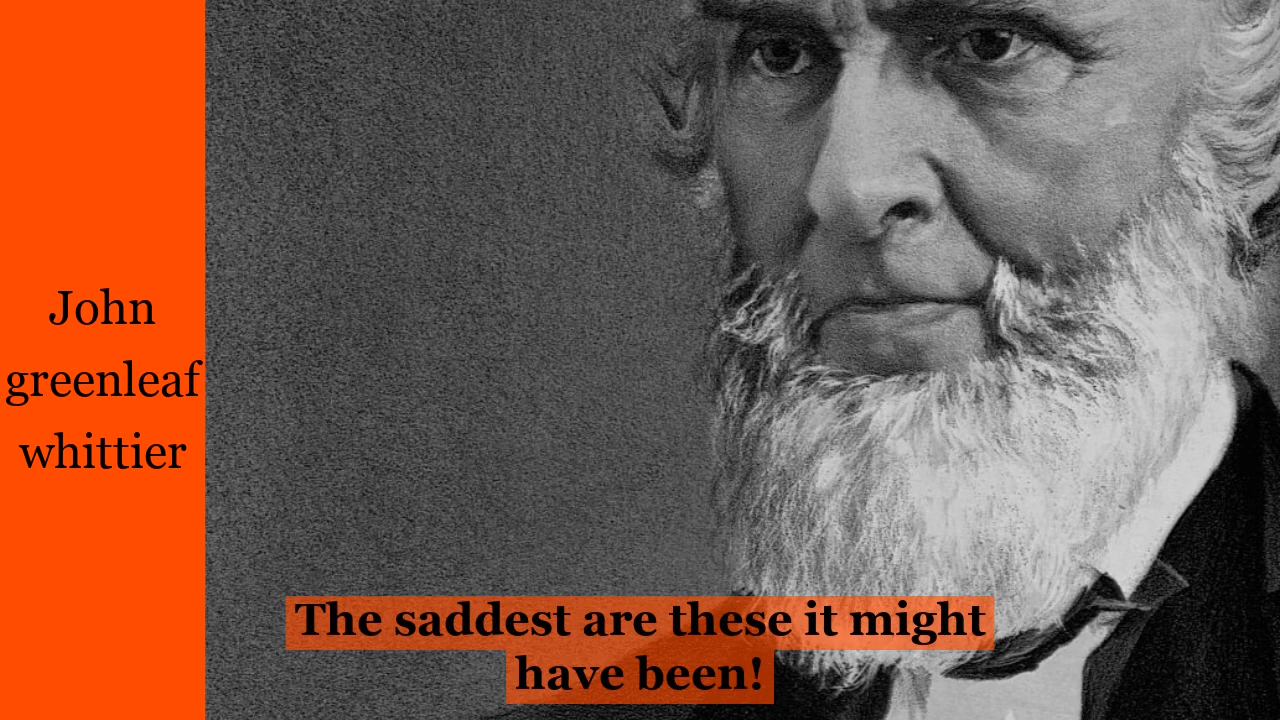 John
greenleaf
whittier
The saddest are these it might
have been!